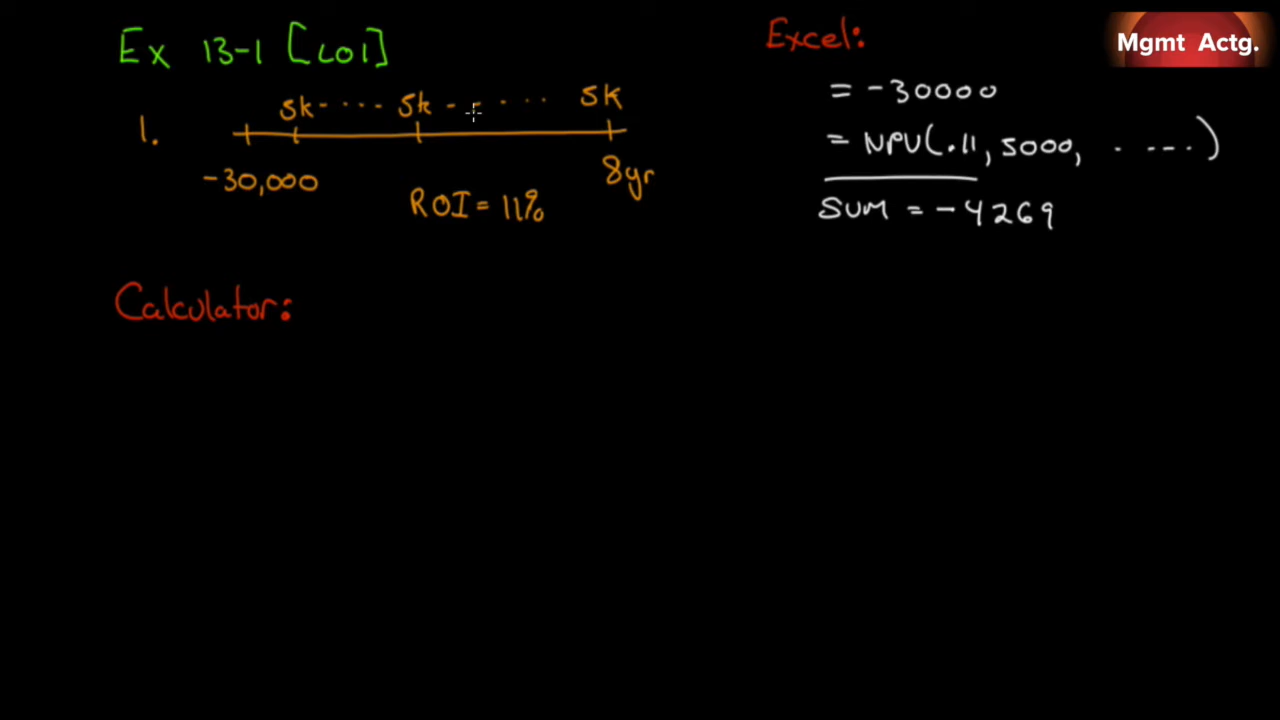 Ex 13-1 [LO1]
1.
5k- ···· 5k - - · ·· 5K
-30,000
8yr
ROI = 11%
Calculator:
Excel:
= -30000
= NPV(.11, 5000, · -- -- ·)
SUM = -4269
Mgmt Actg.